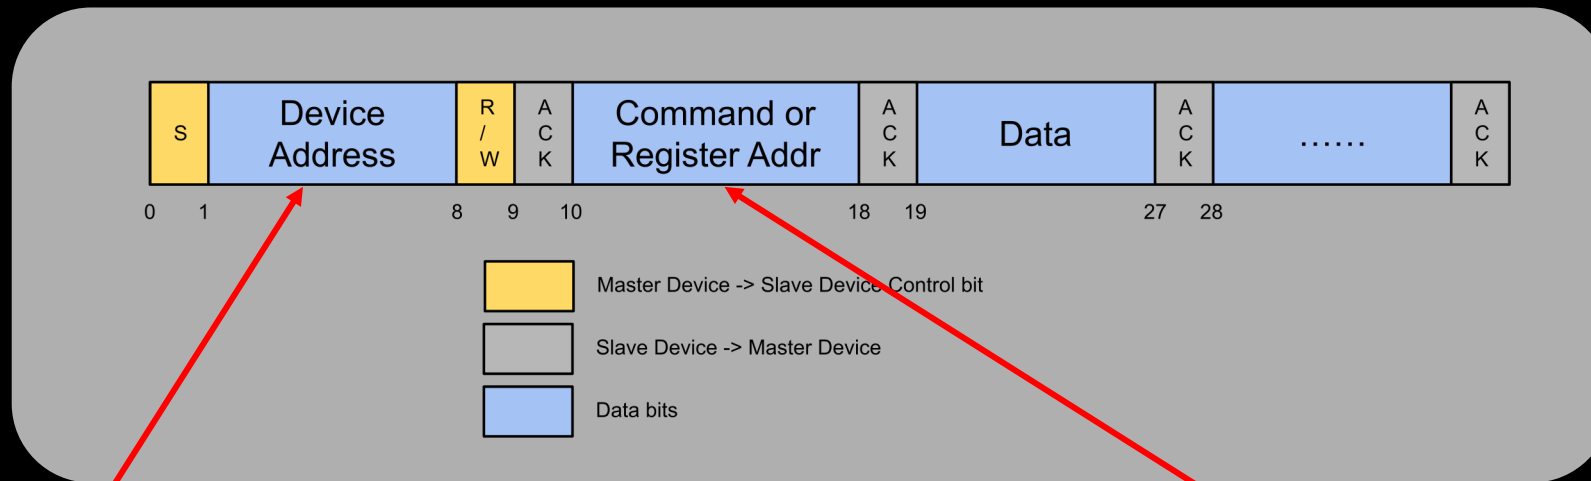 S
Device
Address
R
/
W
A
C
K
Command or
Register Addr
A
C
K
Data
A
C
K
......
A
C
K
0
1
8
9
10
18
19
27
28
Master Device -> Slave Device Control bit
Slave Device -> Master Device
Data bits